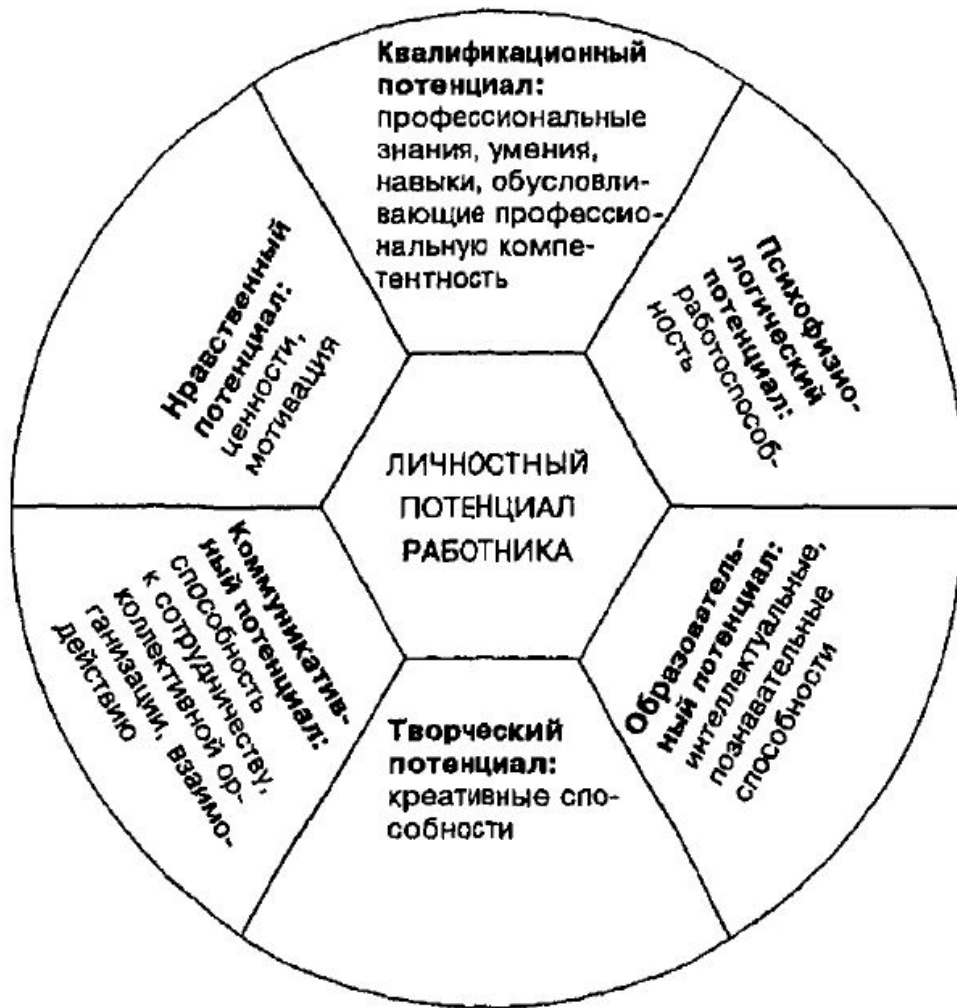 Квалификационный
потенциал:
профессиональные
знания, умения,
навыки, обусловли-
вающие профессио-
нальную компе-
тентность
Психофизио-
логический
потенциал:
работоспособ-
ность
Образователь-
ный потенциал:
интеллектуальные,
познавательные
способности
Творческий
потенциал:
креативные спо-
собности
Коммуникатив-
ный потенциал:
способность
к сотрудничеству,
коллективной ор-
ганизации, взаимо-
действию
Нравственный
потенциал:
ценности,
мотивация
ЛИЧНОСТНЫЙ
ПОТЕНЦИАЛ
РАБОТНИКА